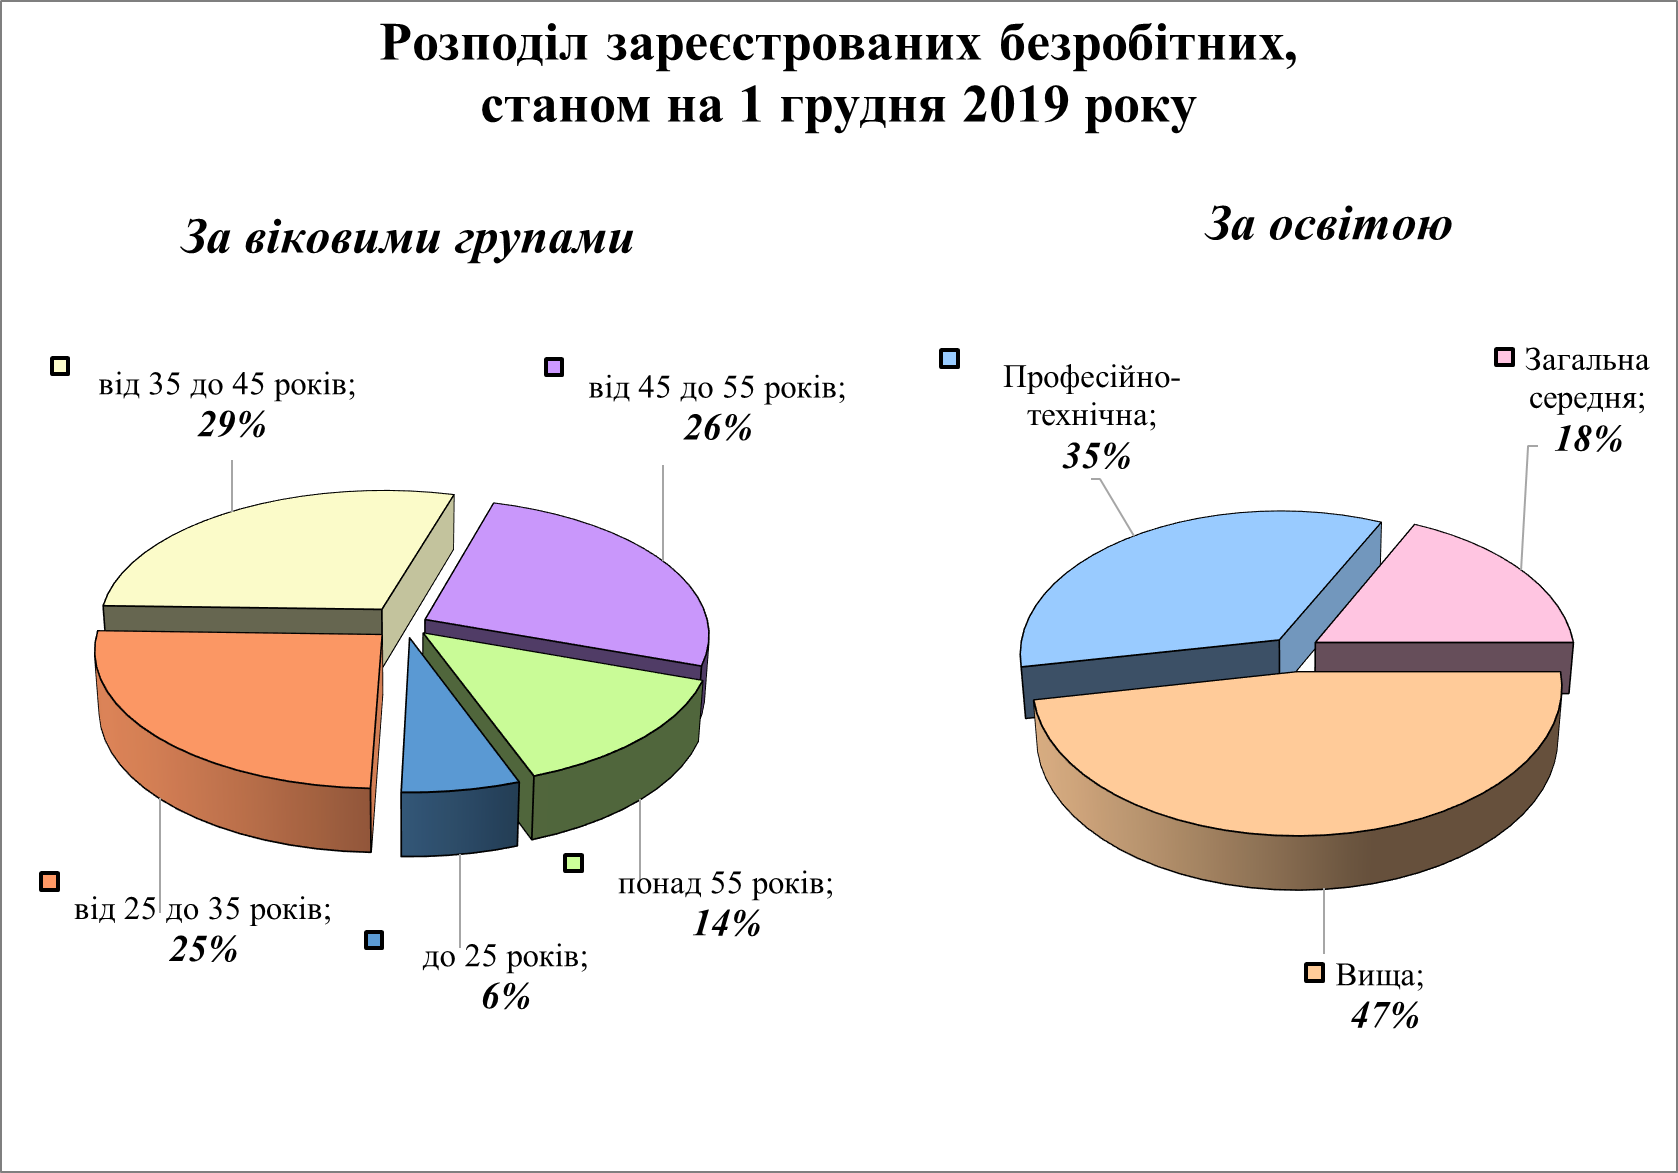 Розподіл зареєстрованих безробітних,
станом на 1 грудня 2019 року
За віковими групами
від 35 до 45 років;
29%
від 45 до 55 років;
26%
від 25 до 35 років;
25%
до 25 років;
6%
понад 55 років;
14%
За освітою
Професійно-
технічна;
35%
Загальна
середня;
18%
Вища;
47%